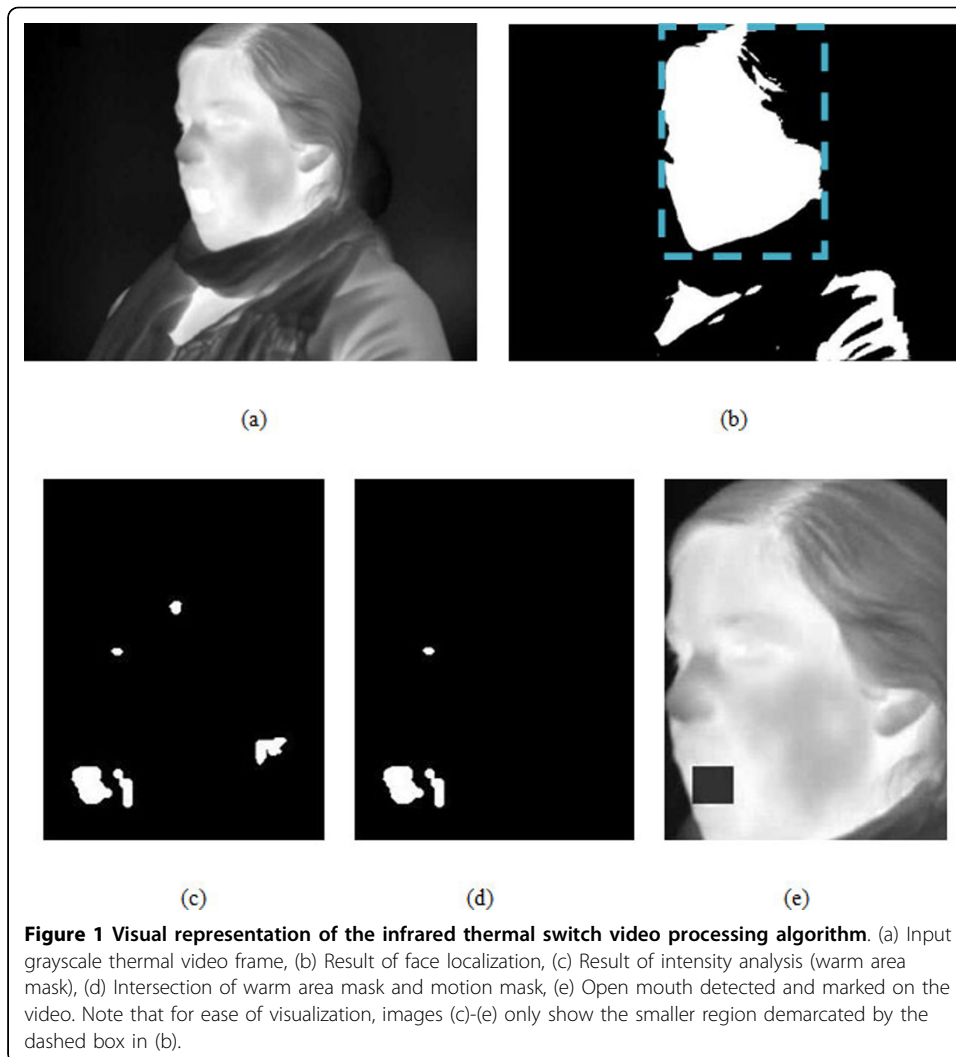 (a)
(b)
(c)
(d)
(e)
Figure 1 Visual representation of the infrared thermal switch video processing algorithm. (a) Input
grayscale thermal video frame, (b) Result of face localization, (c) Result of intensity analysis (warm area
mask), (d) Intersection of warm area mask and motion mask, (e) Open mouth detected and marked on the
video. Note that for ease of visualization, images (c)-(e) only show the smaller region demarcated by the
dashed box in (b).